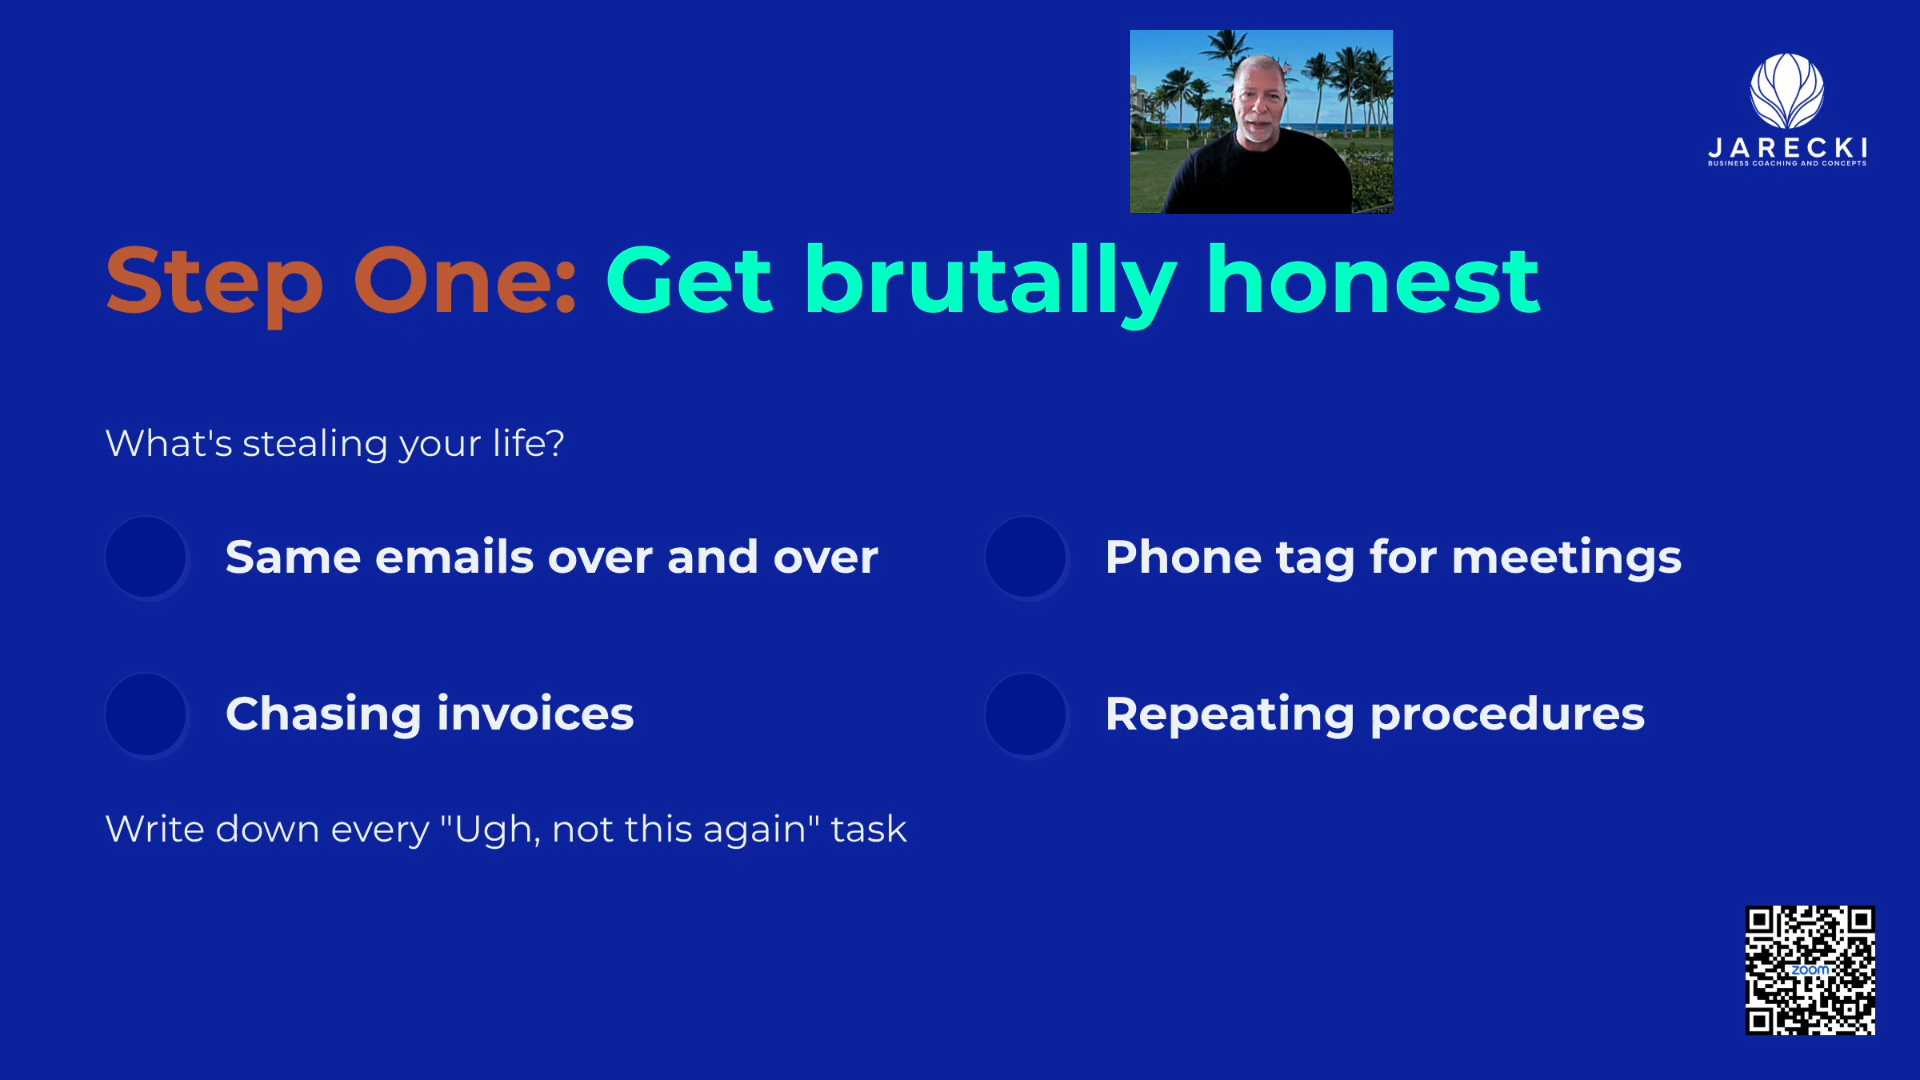 JARECKI
BUSINESS COACHING AND CONCEPTS
Step One: Get brutally honest
What's stealing your life?
Same emails over and over
Phone tag for meetings
Chasing invoices
Repeating procedures
Write down every "Ugh, not this again" task
zoom